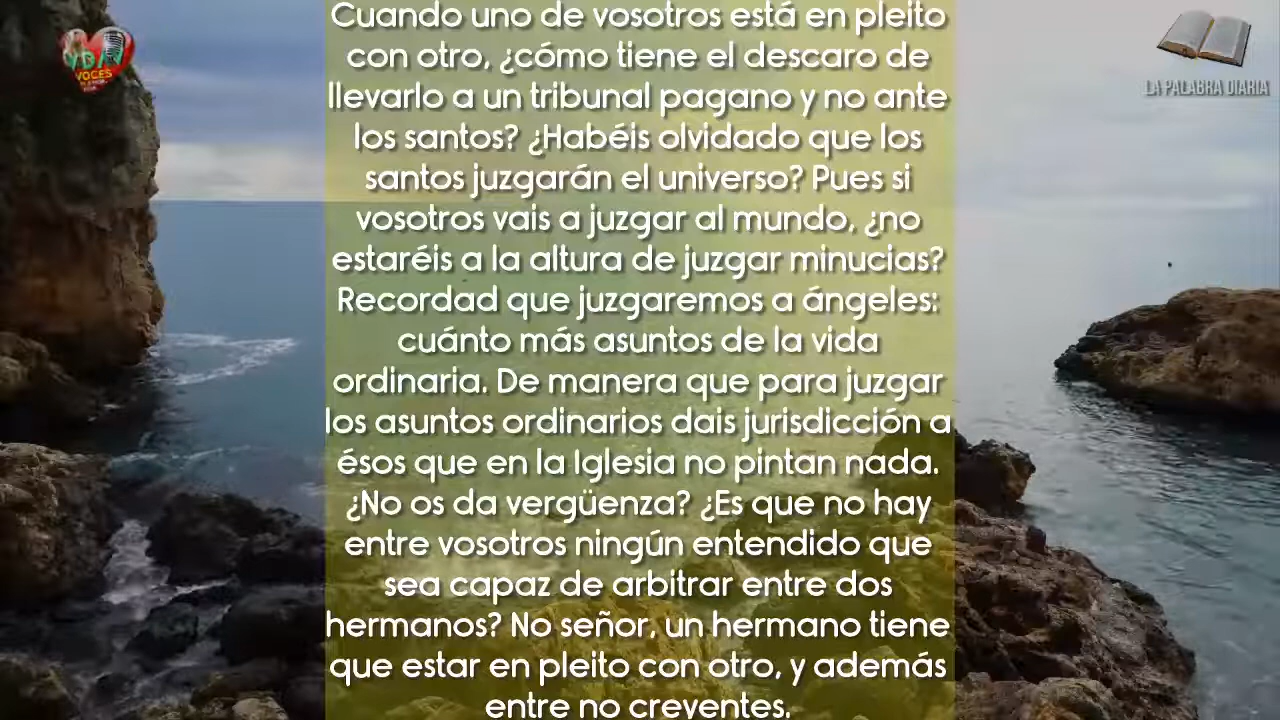 VOCES
LA PALABRA DIARIA
Cuando uno de vosotros está en pleito
con otro, ¿cómo tiene el descaro de
llevarlo a un tribunal pagano y no ante
los santos? ¿Habéis olvidado que los
santos juzgarán el universo? Pues si
vosotros vais a juzgar al mundo, ¿no
estaréis a la altura de juzgar minucias?
Recordad que juzgaremos a ángeles:
cuánto más asuntos de la vida
ordinaria. De manera que para juzgar
los asuntos ordinarios dais jurisdicción a
ésos que en la Iglesia no pintan nada.
¿No os da vergüenza? ¿Es que no hay
entre vosotros ningún entendido que
sea capaz de arbitrar entre dos
hermanos? No señor, un hermano tiene
que estar en pleito con otro, y además
entre no creyentes.